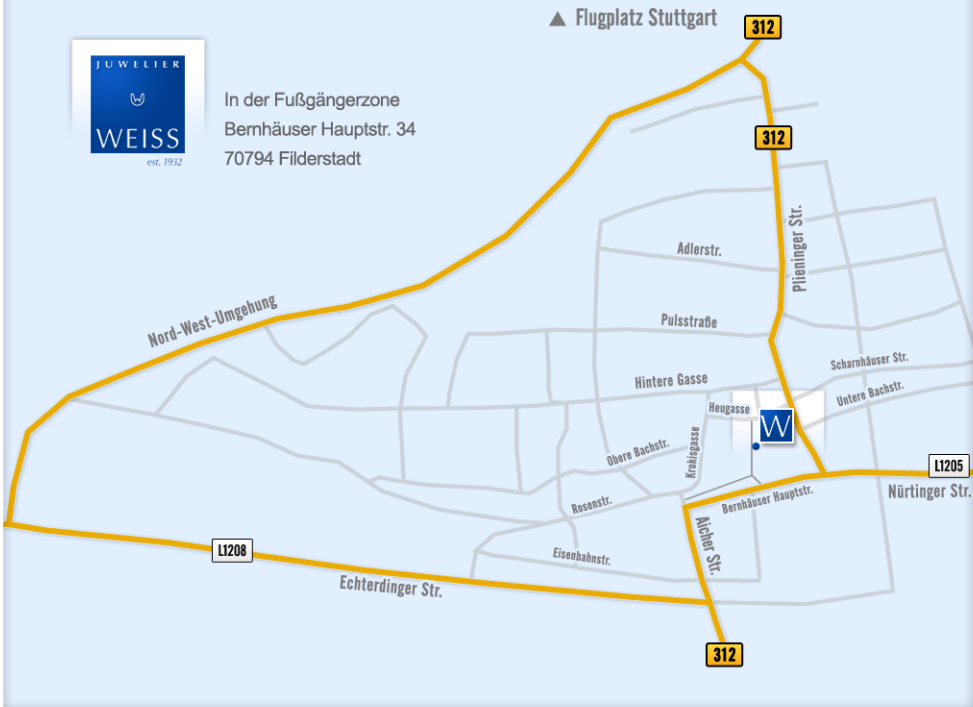 ▲ Flugplatz Stuttgart
312
JUWELIER
WEISS
est. 1932
In der Fußgängerzone
Bernhäuser Hauptstr. 34
70794 Filderstadt
312
Plieninger Str.
Adlerstr.
Nord-West-Umgehung
Pulsstraße
Scharnhäuser Str.
Hintere Gasse
Untere Bachstr.
Heugasse
W
Krokisgasse
Obere Bachstr.
L1205
Nürtinger Str.
Bernhäuser Hauptstr.
Rosenstr.
Aicher Str.
L1208
Eisenbahnstr.
Echterdinger Str.
312